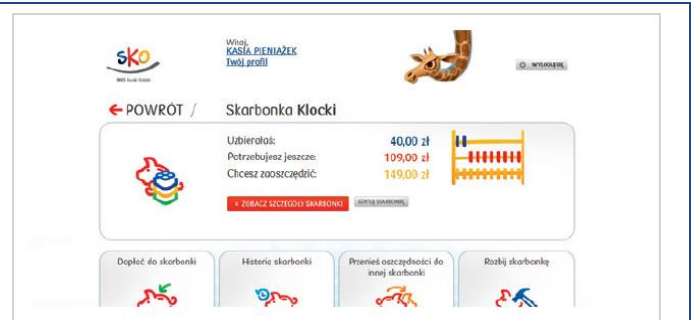 Witaj,
SKO
KASIA PIENIĄŻEK
Twój profil
WYLOGUJ SIĘ
POWRÓT / Skarbonka Klocki
Uzbierałaś: 40,00 zł
Potrzebujesz jeszcze: 109,00 zł
Chcesz zaoszczędzić: 149,00 zł
ZOBACZ SZCZEGÓŁY SKARBONKI EDYTUJ SKARBONKĘ
Dopłać do skarbonki
Historia skarbonki
Przenieś oszczędności do
innej skarbonki
Rozbij skarbonkę